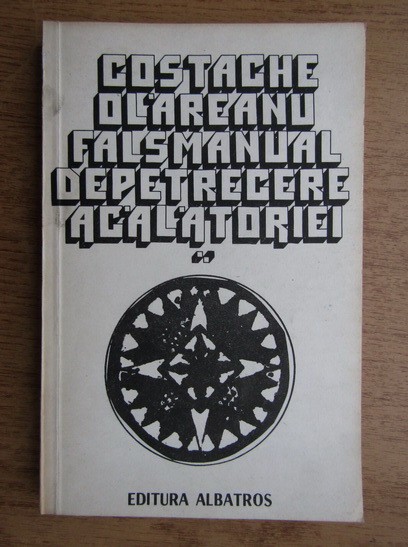 COSTACHE
OLĂREANU
FALS MANUAL
DE PETRECERE
A CĂLĂTORIEI
EDITURA ALBATROS